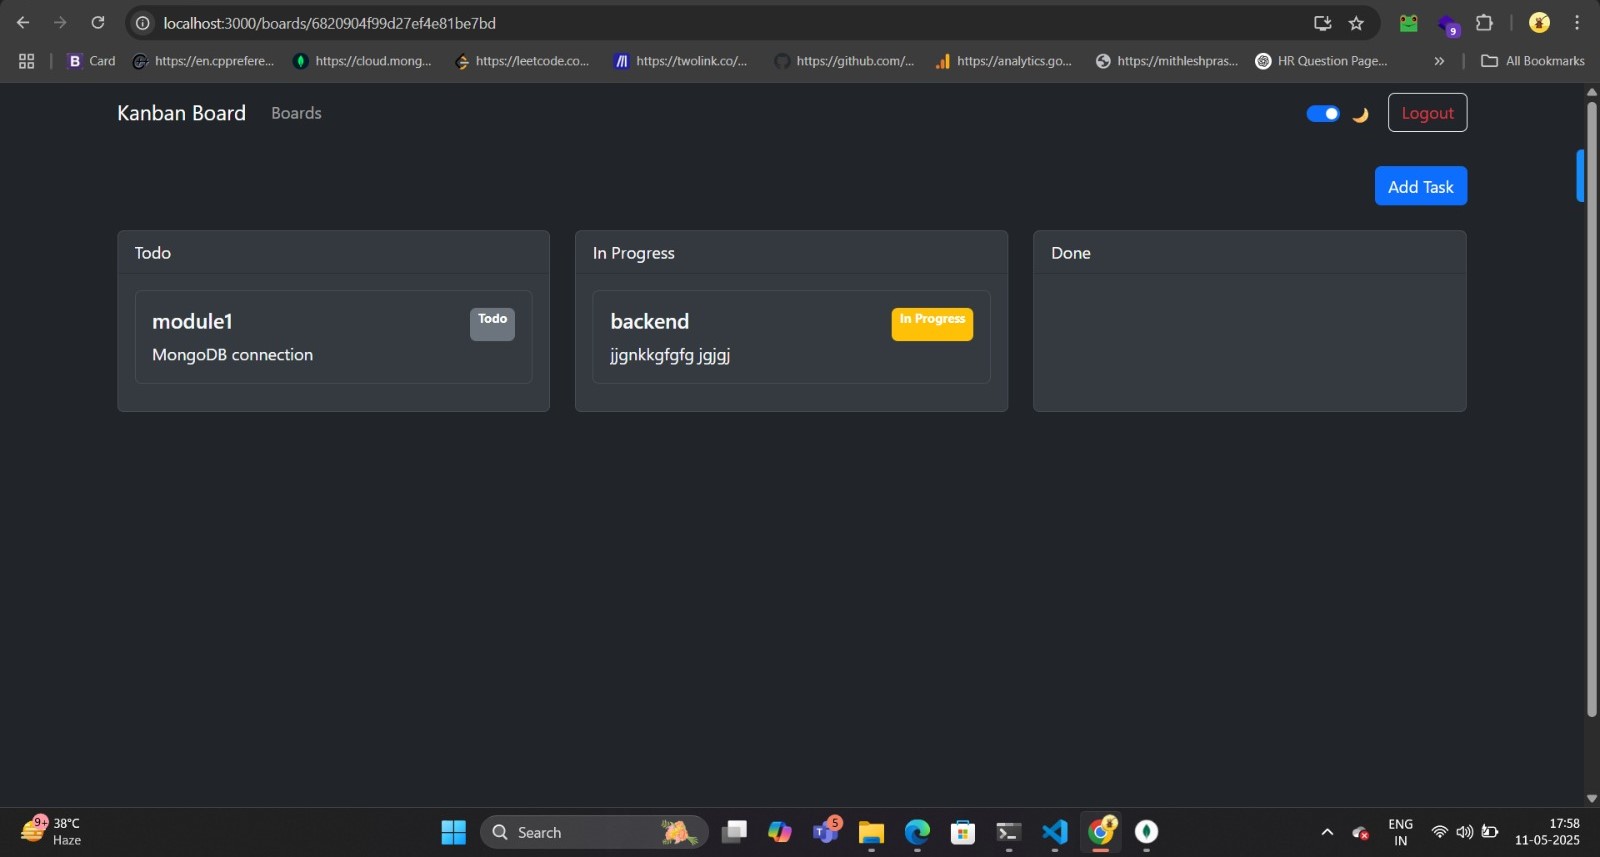 localhost:3000/boards/6820904f99d27ef4e81be7bd
9
Card
https://en.cpprefere...
https://cloud.mong...
https://leetcode.co...
https://twolink.co/...
https://github.com/...
https://analytics.go...
https://mithleshpras...
HR Question Page...
All Bookmarks
Kanban Board
Boards
Logout
Add Task
Todo
module1
Todo
MongoDB connection
In Progress
backend
In Progress
jjgnkkgfgfg jgjgj
Done
9+
38°C
Haze
Search
5
ENG
IN
17:58
11-05-2025